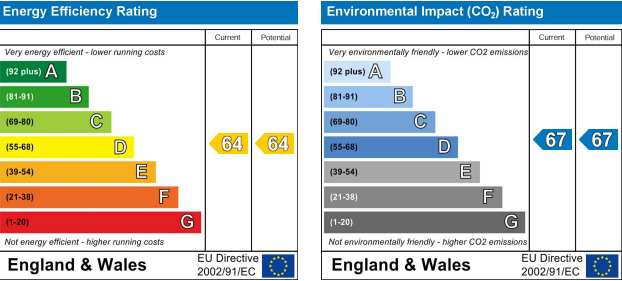 Energy Efficiency Rating
Current Potential
Very energy efficient - lower running costs
(92 plus) A
(81-91) B
(69-80) C
(55-68) D
64 64
(39-54) E
(21-38) F
(1-20) G
Not energy efficient - higher running costs
England & Wales
EU Directive
2002/91/EC
Environmental Impact (CO₂) Rating
Current Potential
Very environmentally friendly - lower CO2 emissions
(92 plus) A
(81-91) B
(69-80) C
(55-68) D
67 67
(39-54) E
(21-38) F
(1-20) G
Not environmentally friendly - higher CO2 emissions
England & Wales
EU Directive
2002/91/EC